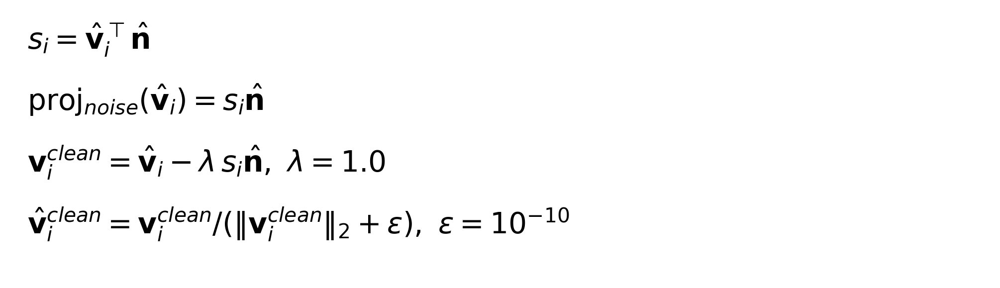 $s_i = \hat{\mathbf{v}}_i^\top \hat{\mathbf{n}}$
$\mathrm{proj}_{noise}(\hat{\mathbf{v}}_i) = s_i \hat{\mathbf{n}}$
$\mathbf{v}_i^{clean} = \hat{\mathbf{v}}_i - \lambda \, s_i \hat{\mathbf{n}}, \ \lambda = 1.0$
$\hat{\mathbf{v}}_i^{clean} = \mathbf{v}_i^{clean} / (\|\mathbf{v}_i^{clean}\|_2 + \varepsilon), \ \varepsilon = 10^{-10}$